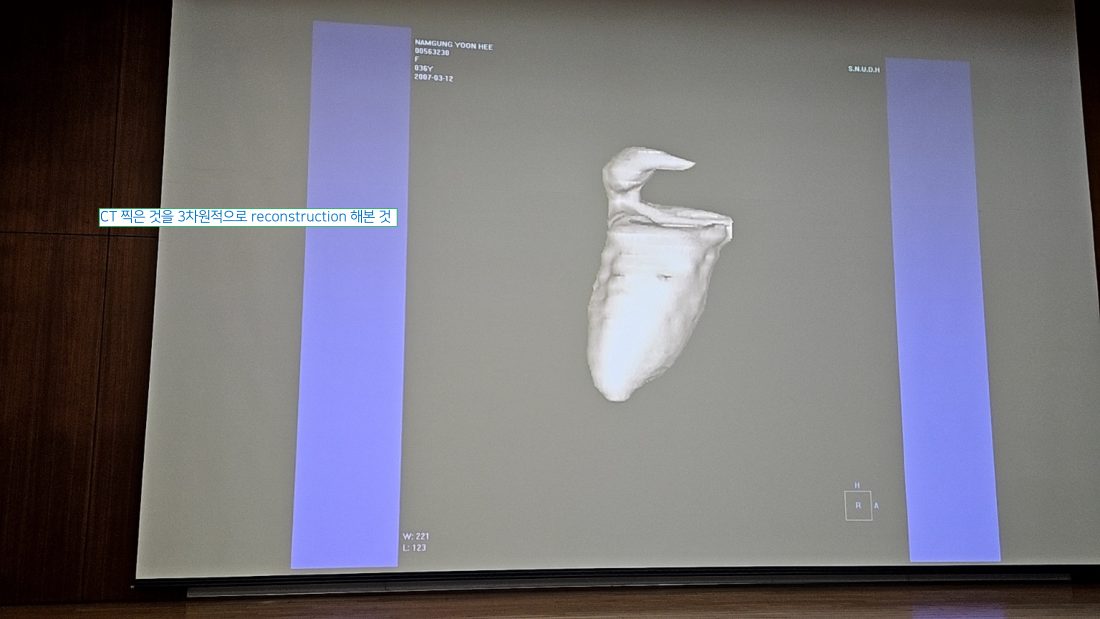 NAMGUNG YOON HEE
00563230
F
036Y
2007-03-12
S.N.U.D.H
CT 찍은 것을 3차원적으로 reconstruction 해본 것
H
R A
W: 221
L: 123